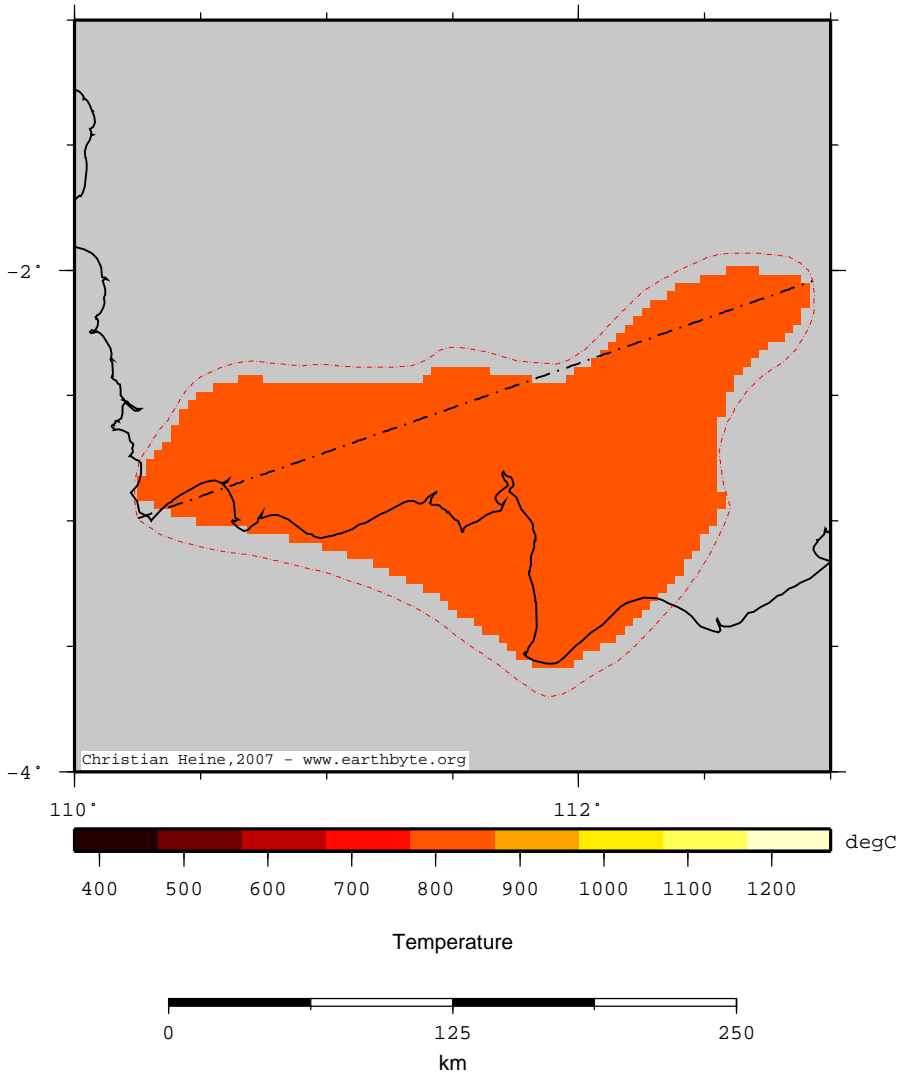 -2°
Christian Heine,2007 - www.earthbyte.org
-4°
110° 112°
degC
400 500 600 700 800 900 1000 1100 1200
Temperature
0 125 250
km